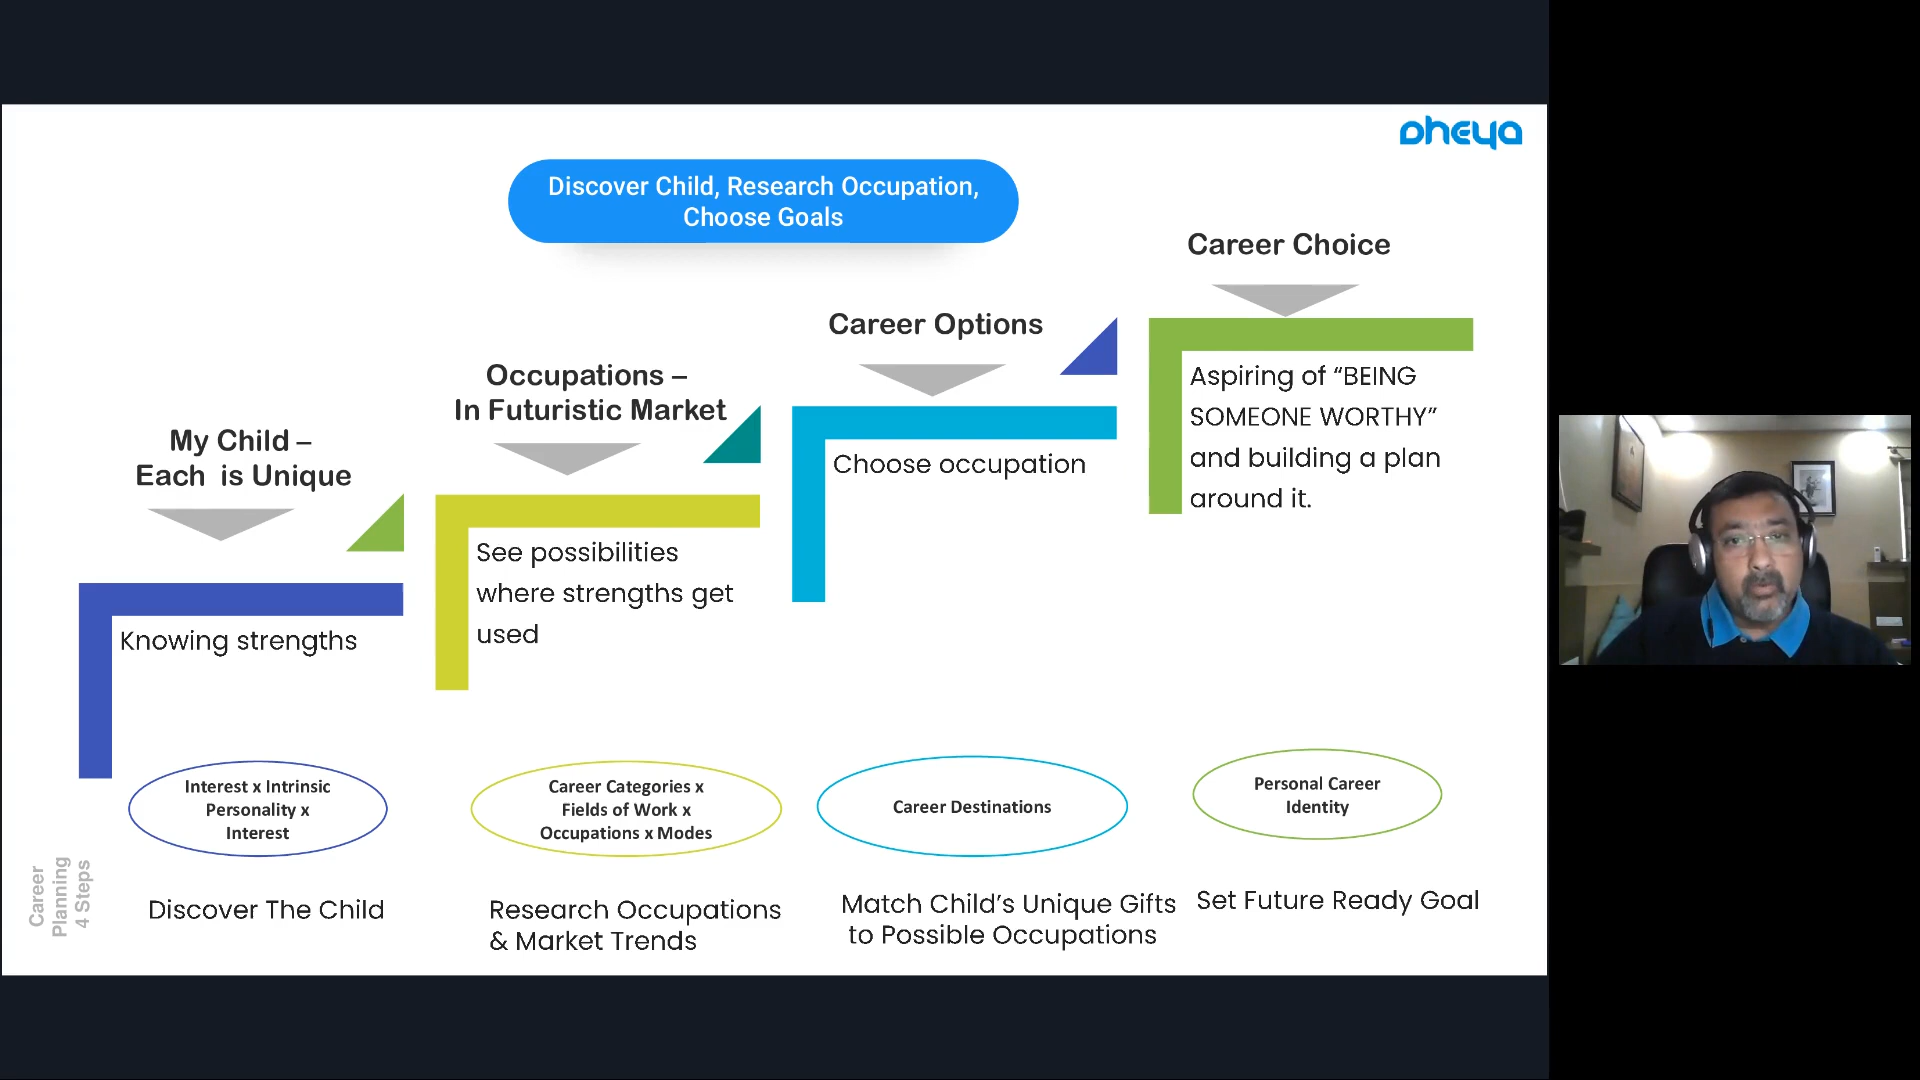 Dheya
Discover Child, Research Occupation,
Choose Goals
My Child –
Each is Unique
Knowing strengths
Occupations –
In Futuristic Market
See possibilities
where strengths get
used
Career Options
Choose occupation
Career Choice
Aspiring of “BEING
SOMEONE WORTHY”
and building a plan
around it.
Interest x Intrinsic
Personality x
Interest
Career Categories x
Fields of Work x
Occupations x Modes
Career Destinations
Personal Career
Identity
Career
Planning
4 Steps
Discover The Child
Research Occupations
& Market Trends
Match Child’s Unique Gifts
to Possible Occupations
Set Future Ready Goal